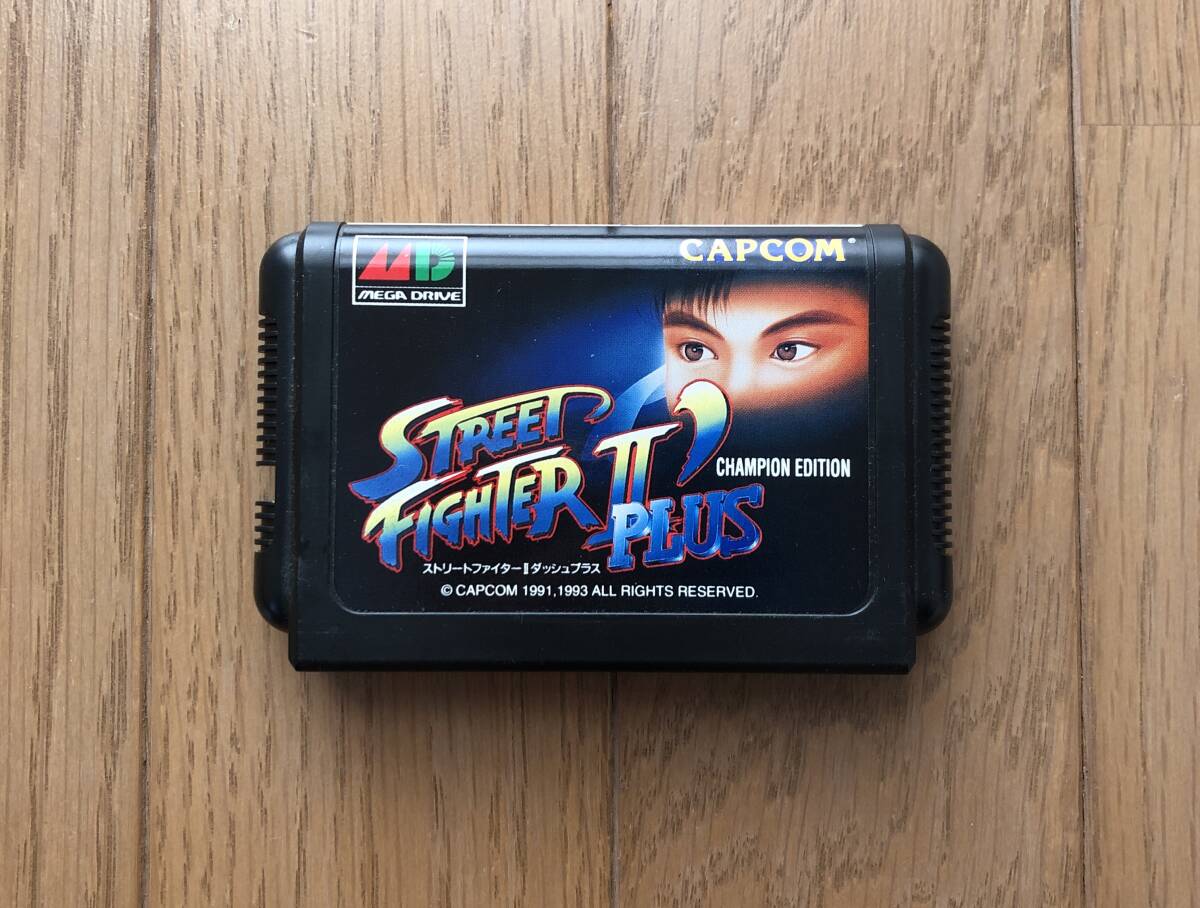 MD
MEGA DRIVE
CAPCOM®
STREET
FIGHTER II'
PLUS
CHAMPION EDITION
ストリートファイターⅡダッシュプラス
© CAPCOM 1991,1993 ALL RIGHTS RESERVED.